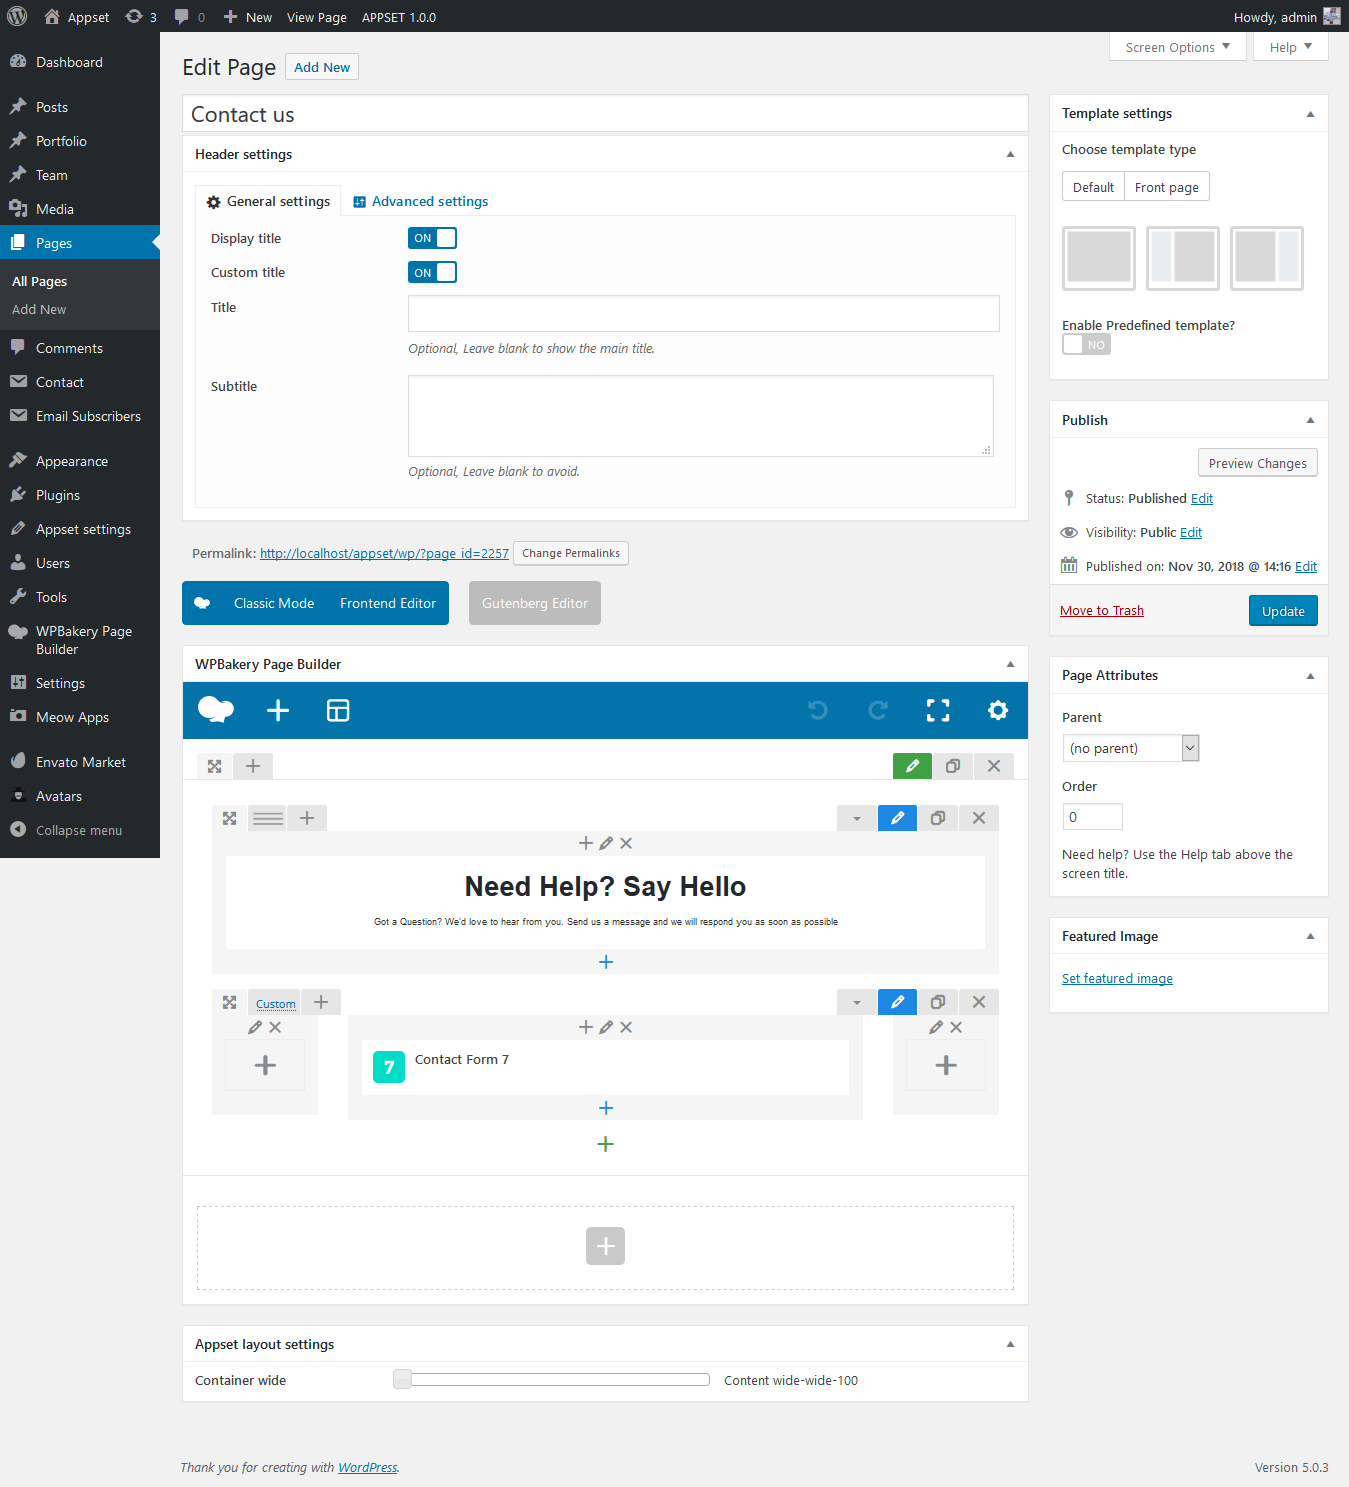 Appset 3 0 New View Page APPSET 1.0.0 Howdy, admin
Screen Options Help
Dashboard
Posts
Portfolio
Team
Media
Pages
All Pages
Add New
Comments
Contact
Email Subscribers
Appearance
Plugins
Appset settings
Users
Tools
WPBakery Page
Builder
Settings
Meow Apps
Envato Market
Avatars
Collapse menu
Edit Page Add New
Contact us
Header settings
General settings Advanced settings
Display title ON
Custom title ON
Title
Optional, Leave blank to show the main title.
Subtitle
Optional, Leave blank to avoid.
Permalink: http://localhost/appset/wp/?page_id=2257 Change Permalinks
Classic Mode Frontend Editor Gutenberg Editor
WPBakery Page Builder
Need Help? Say Hello
Got a Question? We'd love to hear from you. Send us a message and we will respond you as soon as possible
Custom
7 Contact Form 7
Appset layout settings
Container wide Content wide-wide-100
Template settings
Choose template type
Default Front page
Enable Predefined template?
NO
Publish
Preview Changes
Status: Published Edit
Visibility: Public Edit
Published on: Nov 30, 2018 @ 14:16 Edit
Move to Trash Update
Page Attributes
Parent
(no parent)
Order
0
Need help? Use the Help tab above the
screen title.
Featured Image
Set featured image
Thank you for creating with WordPress. Version 5.0.3